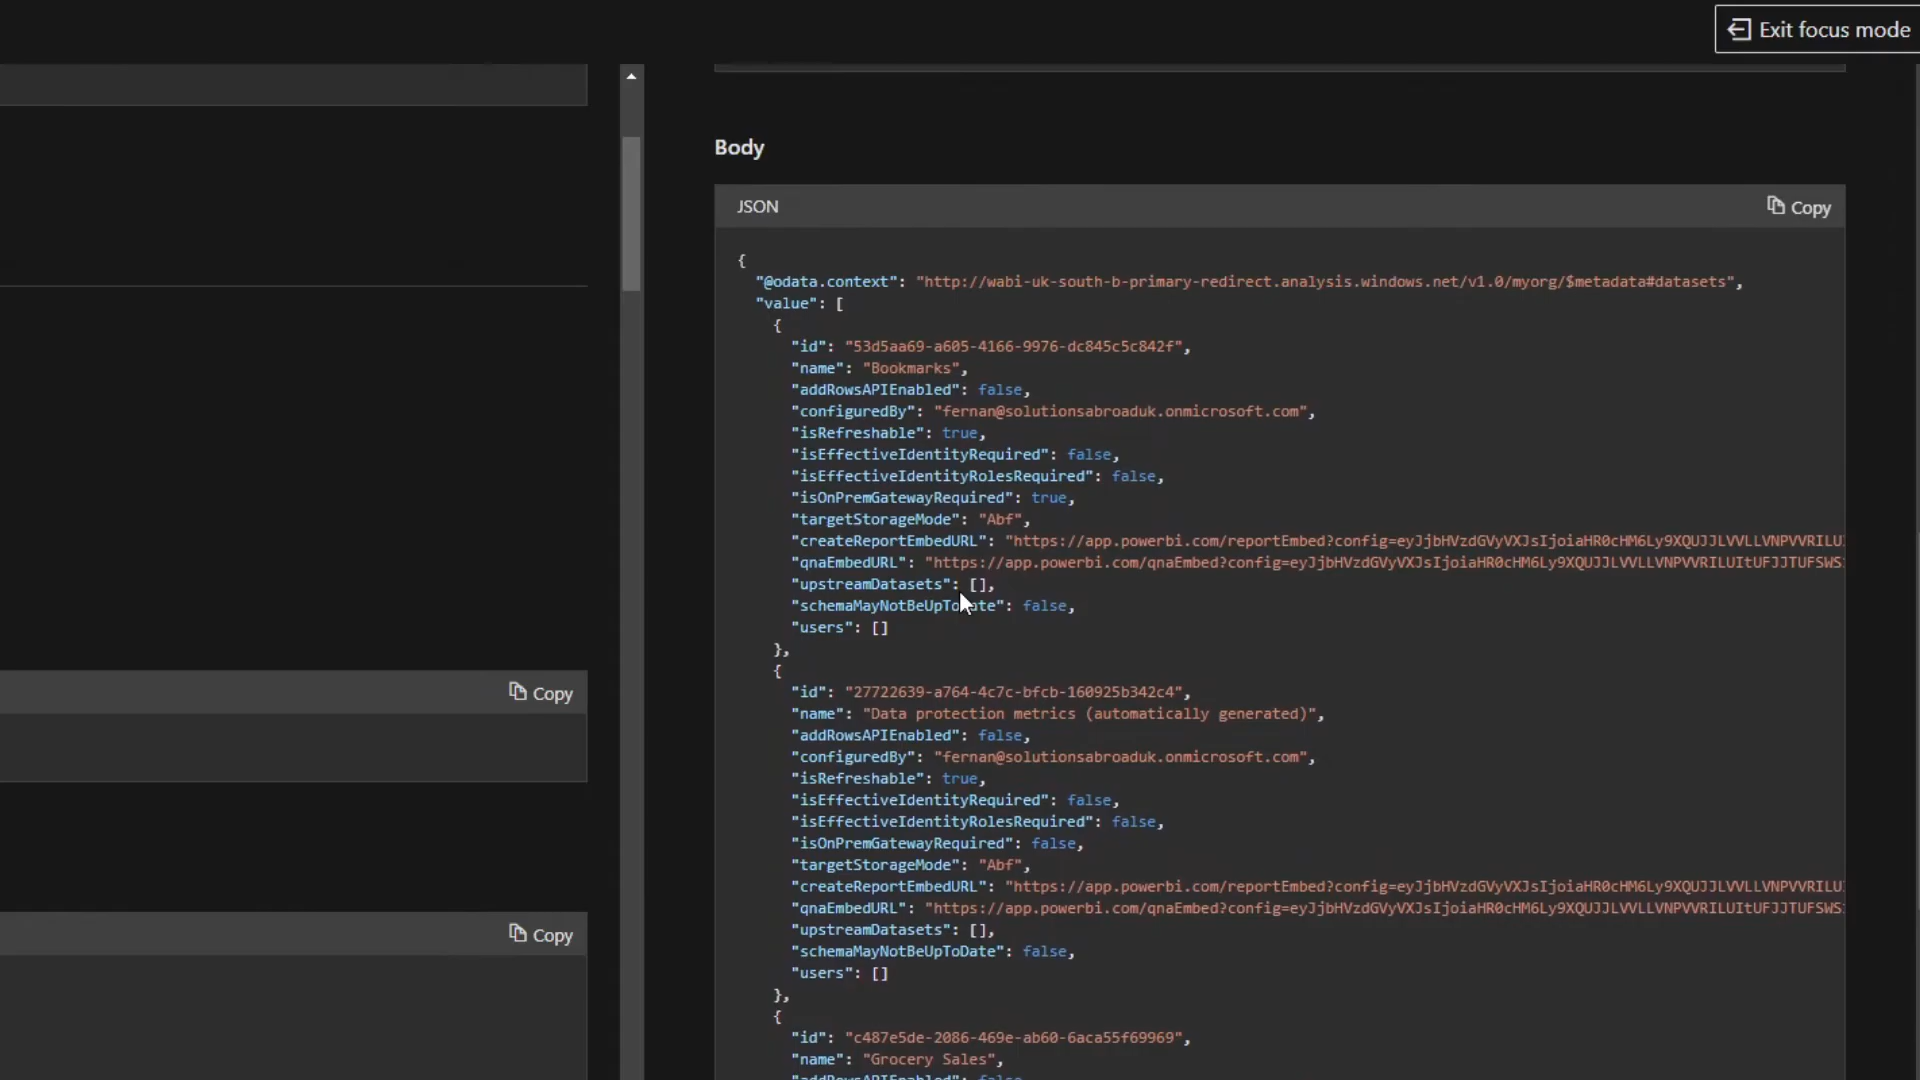 Exit focus mode
Body
JSON
Copy
{
"@odata.context": "http://wabi-uk-south-b-primary-redirect.analysis.windows.net/v1.0/myorg/$metadata#datasets",
"value": [
{
"id": "53d5aa69-a605-4166-9976-dc845c5c842f",
"name": "Bookmarks",
"addRowsAPIEnabled": false,
"configuredBy": "fernan@solutionsabroaduk.onmicrosoft.com",
"isRefreshable": true,
"isEffectiveIdentityRequired": false,
"isEffectiveIdentityRolesRequired": false,
"isOnPremGatewayRequired": true,
"targetStorageMode": "Abf",
"createReportEmbedURL": "https://app.powerbi.com/reportEmbed?config=eyJjbHVzdGVyVXJsIjoiaHR0cHM6Ly9XQUJJLVVLLVNPVVRILU
"qnaEmbedURL": "https://app.powerbi.com/qnaEmbed?config=eyJjbHVzdGVyVXJsIjoiaHR0cHM6Ly9XQUJJLVVLLVNPVVRILUItUFJJTUFSWS
"upstreamDatasets": [],
"schemaMayNotBeUpToDate": false,
"users": []
},
{
"id": "27722639-a764-4c7c-bfcb-160925b342c4",
"name": "Data protection metrics (automatically generated)",
"addRowsAPIEnabled": false,
"configuredBy": "fernan@solutionsabroaduk.onmicrosoft.com",
"isRefreshable": true,
"isEffectiveIdentityRequired": false,
"isEffectiveIdentityRolesRequired": false,
"isOnPremGatewayRequired": false,
"targetStorageMode": "Abf",
"createReportEmbedURL": "https://app.powerbi.com/reportEmbed?config=eyJjbHVzdGVyVXJsIjoiaHR0cHM6Ly9XQUJJLVVLLVNPVVRILU
"qnaEmbedURL": "https://app.powerbi.com/qnaEmbed?config=eyJjbHVzdGVyVXJsIjoiaHR0cHM6Ly9XQUJJLVVLLVNPVVRILUItUFJJTUFSWS
"upstreamDatasets": [],
"schemaMayNotBeUpToDate": false,
"users": []
},
{
"id": "c487e5de-2086-469e-ab60-6aca55f69969",
"name": "Grocery Sales",
"addRowsAPIEnabled": false
Copy
Copy